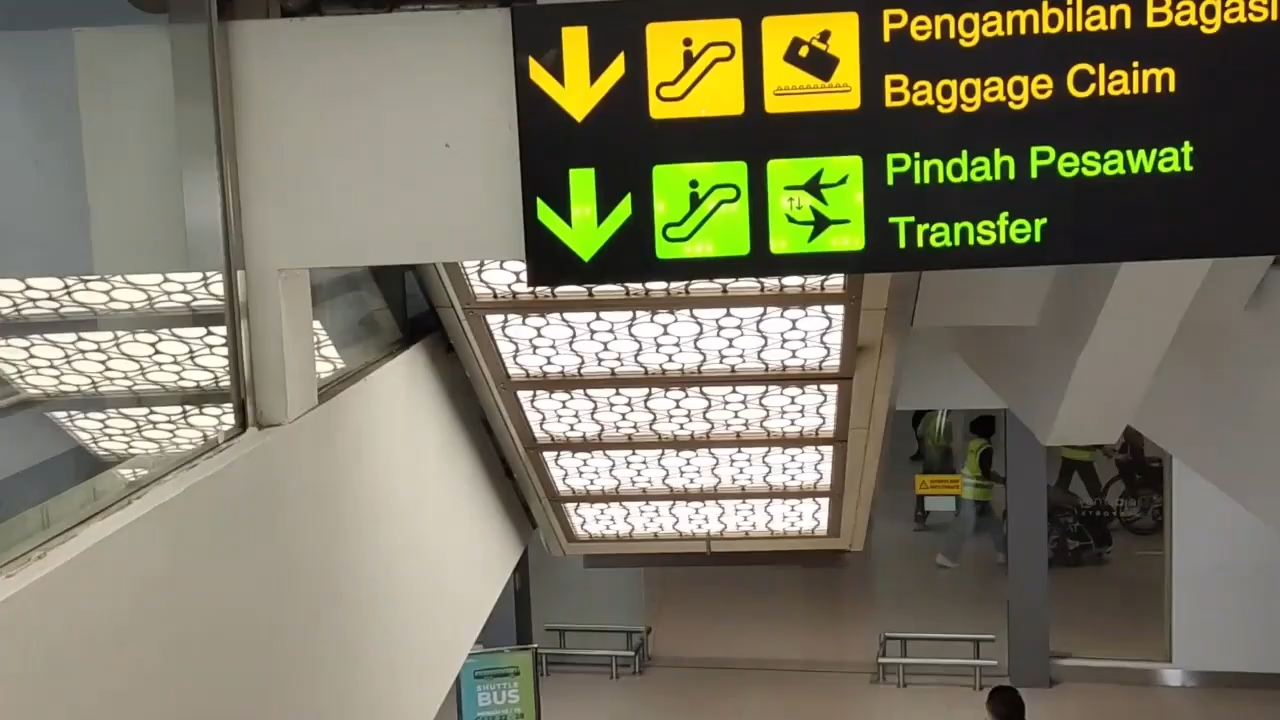 Pengambilan Bagasi
Baggage Claim
Pindah Pesawat
Transfer
SHUTTLE
BUS